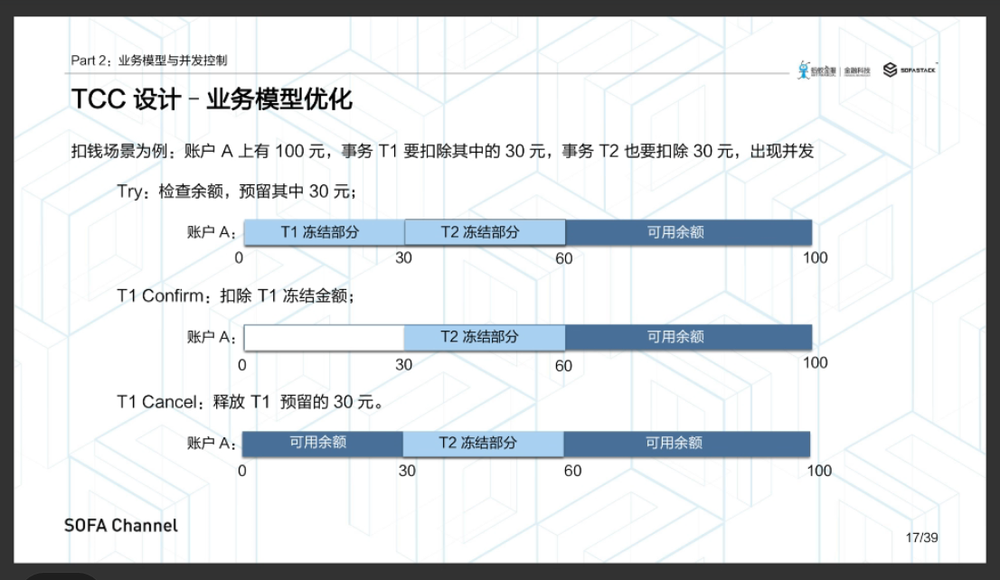 Part 2：业务模型与并发控制
蚂蚁金服 | 金融科技
SOFASTACK
TCC 设计 – 业务模型优化
扣钱场景为例：账户 A 上有 100 元，事务 T1 要扣除其中的 30 元，事务 T2 也要扣除 30 元，出现并发
Try：检查余额，预留其中 30 元；
账户 A： T1 冻结部分 T2 冻结部分 可用余额
0 30 60 100
T1 Confirm：扣除 T1 冻结金额；
账户 A： T2 冻结部分 可用余额
0 30 60 100
T1 Cancel：释放 T1 预留的 30 元。
账户 A： 可用余额 T2 冻结部分 可用余额
0 30 60 100
SOFA Channel
17/39